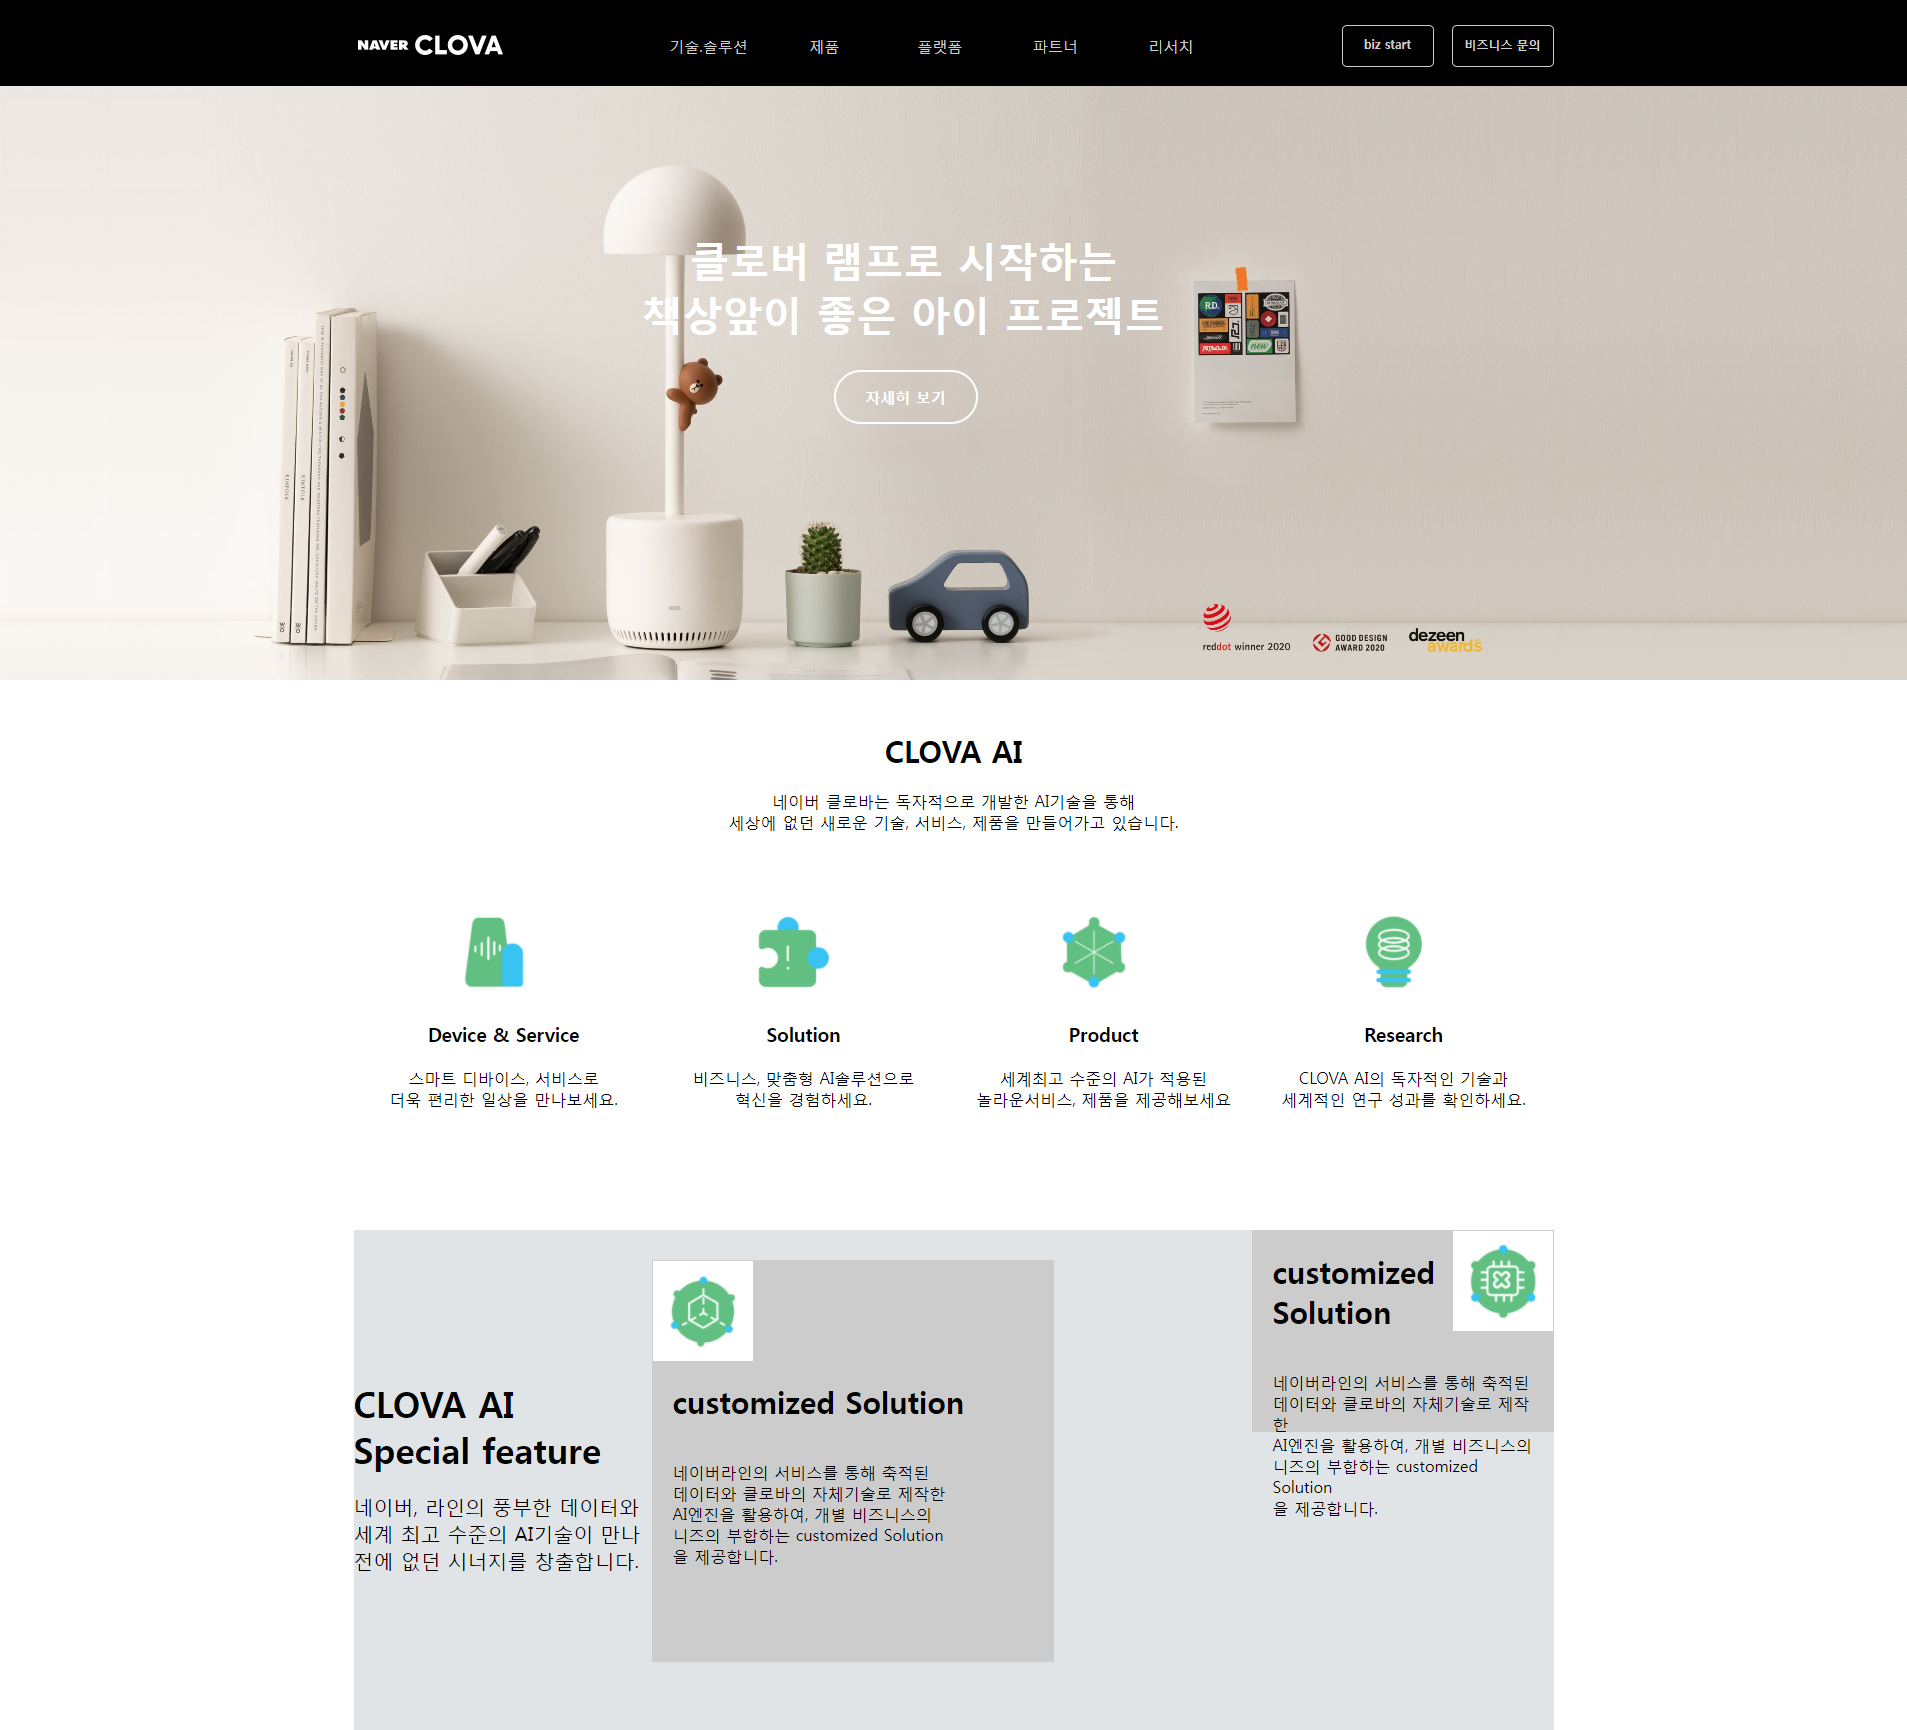 NAVER CLOVA
기술.솔루션
제품
플랫폼
파트너
리서치
biz start
비즈니스 문의
클로버 램프로 시작하는
책상앞이 좋은 아이 프로젝트
자세히 보기
R.D.
new
KINFOLK
KINFOLK
reddot winner 2020
GOOD DESIGN
AWARD 2020
dezeen
awards
CLOVA AI
네이버 클로바는 독자적으로 개발한 AI기술을 통해
세상에 없던 새로운 기술, 서비스, 제품을 만들어가고 있습니다.
Device & Service
스마트 디바이스, 서비스로
더욱 편리한 일상을 만나보세요.
Solution
비즈니스, 맞춤형 AI솔루션으로
혁신을 경험하세요.
Product
세계최고 수준의 AI가 적용된
놀라운서비스, 제품을 제공해보세요
Research
CLOVA AI의 독자적인 기술과
세계적인 연구 성과를 확인하세요.
CLOVA AI
Special feature
네이버, 라인의 풍부한 데이터와
세계 최고 수준의 AI기술이 만나
전에 없던 시너지를 창출합니다.
customized Solution
네이버라인의 서비스를 통해 축적된
데이터와 클로바의 자체기술로 제작한
AI엔진을 활용하여, 개별 비즈니스의
니즈의 부합하는 customized Solution
을 제공합니다.
customized
Solution
네이버라인의 서비스를 통해 축적된
데이터와 클로바의 자체기술로 제작
한
AI엔진을 활용하여, 개별 비즈니스의
니즈의 부합하는 customized
Solution
을 제공합니다.